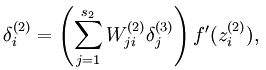 δ_i^{(2)} = \left( \sum_{j=1}^{s_2} W_{ji}^{(2)} δ_j^{(3)} \right) f'(z_i^{(2)}),